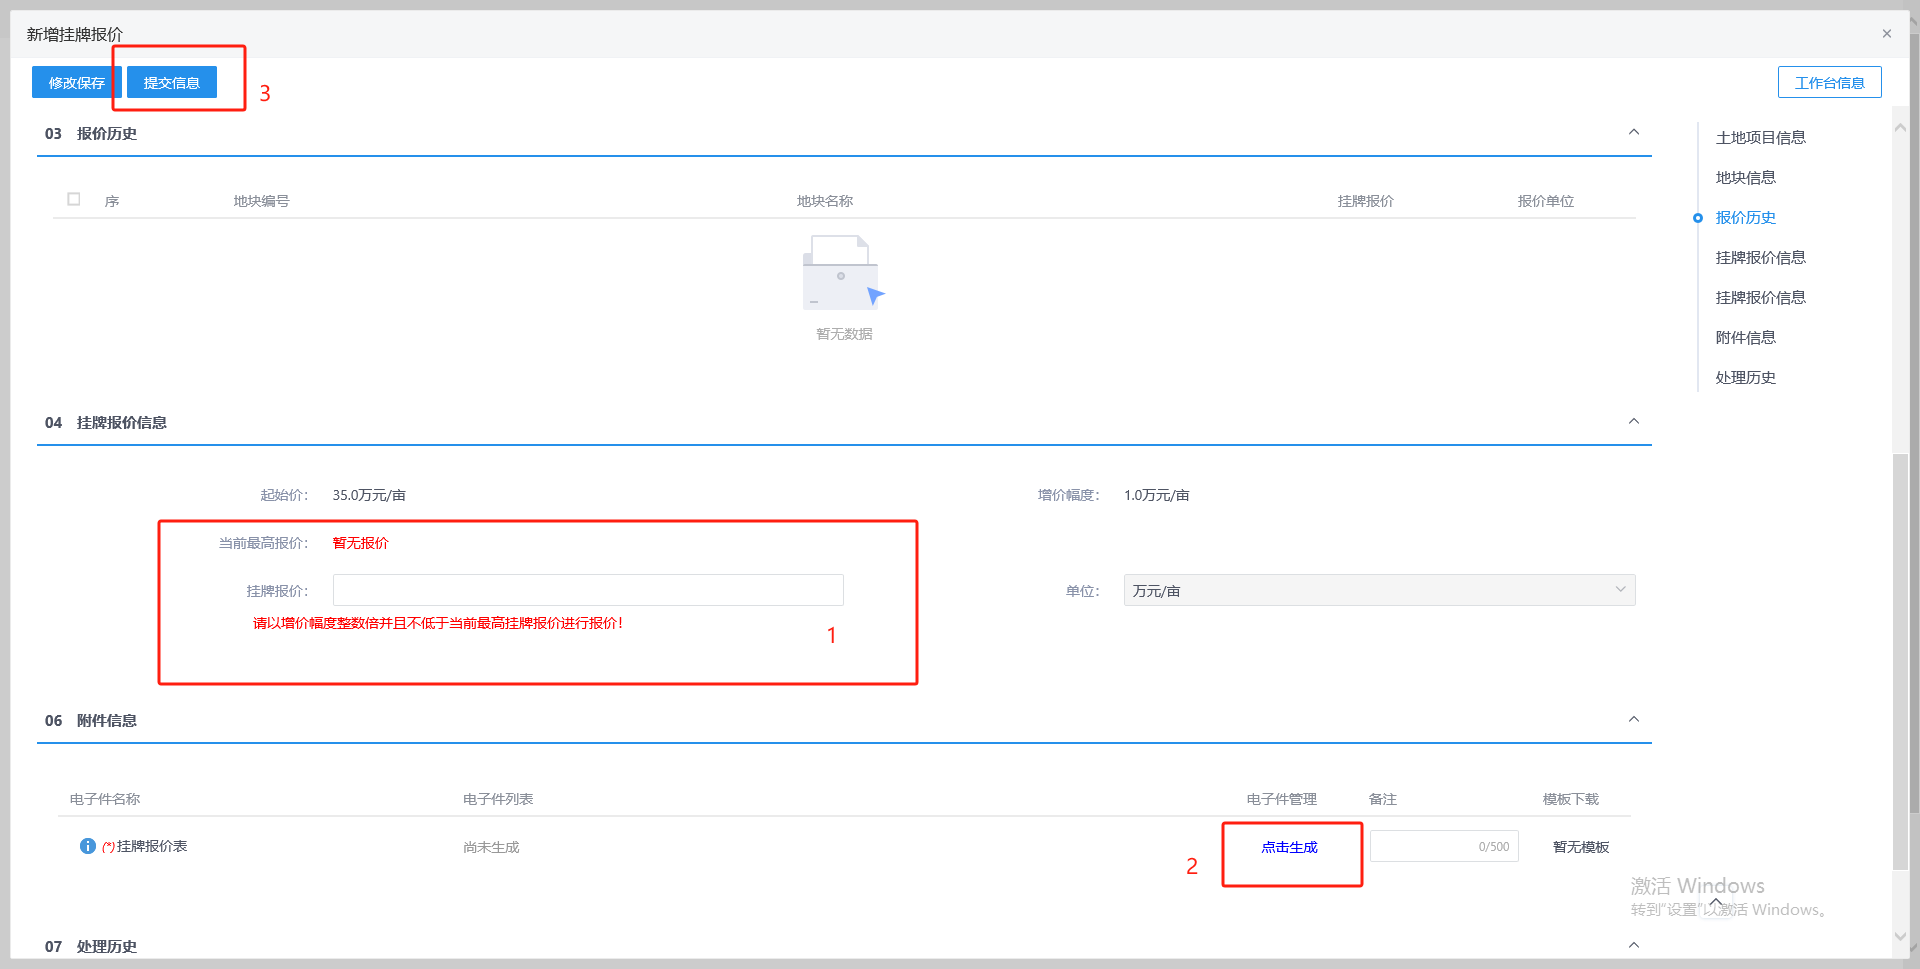 新增挂牌报价
×
修改保存
提交信息
3
工作台信息
03 报价历史
序 地块编号 地块名称 挂牌报价 报价单位
暂无数据
土地项目信息
地块信息
报价历史
挂牌报价信息
挂牌报价信息
附件信息
处理历史
04 挂牌报价信息
起始价： 35.0万元/亩 增价幅度： 1.0万元/亩
当前最高报价： 暂无报价
挂牌报价： 单位： 万元/亩
请以增价幅度整数倍并且不低于当前最高挂牌报价进行报价！
1
06 附件信息
电子件名称 电子件列表 电子件管理 备注 模板下载
(*)挂牌报价表 尚未生成 点击生成 0/500 暂无模板
2
激活 Windows
转到"设置"以激活 Windows。
07 处理历史